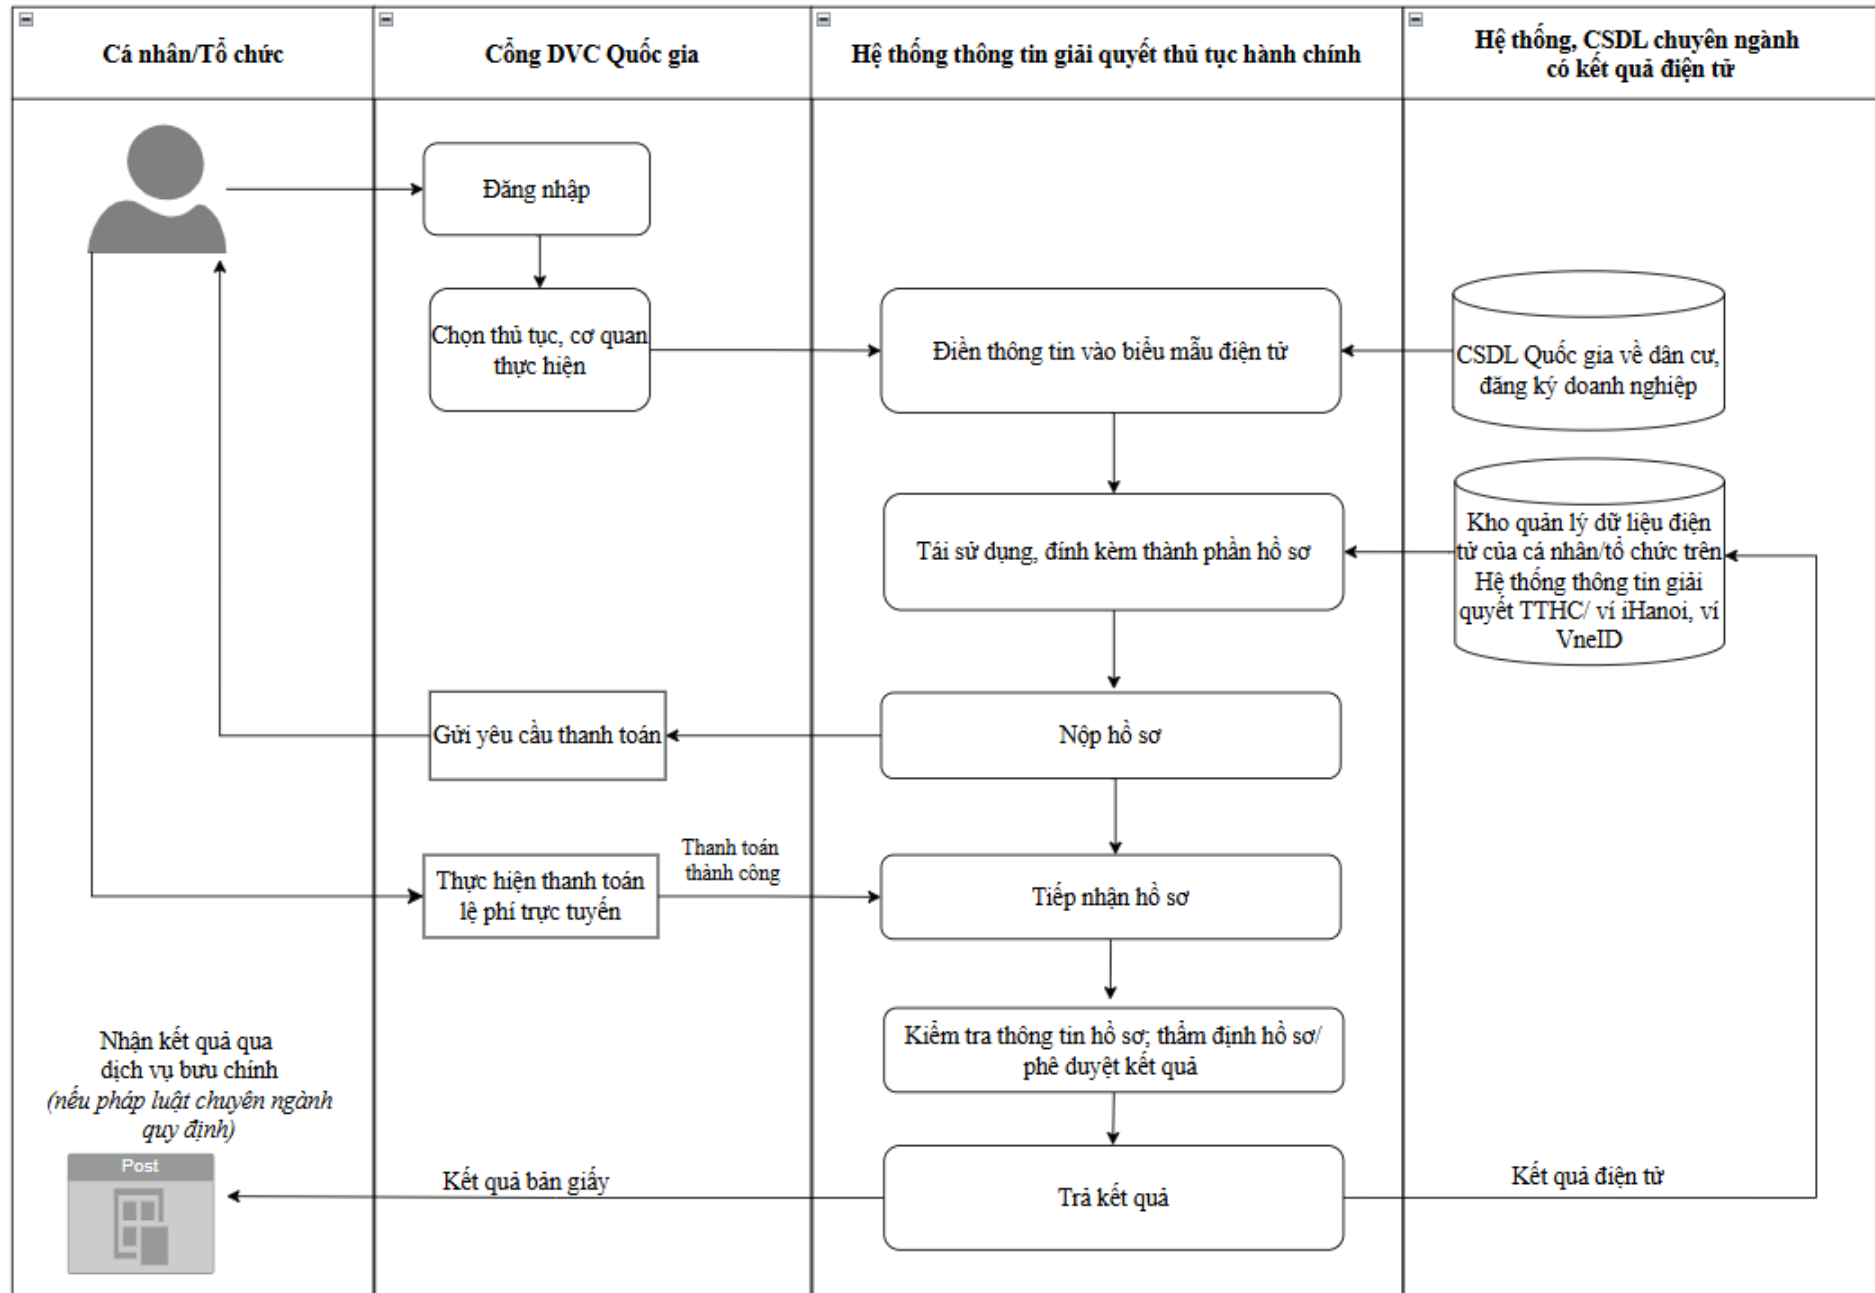 Cá nhân/Tổ chức
Cổng DVC Quốc gia
Hệ thống thông tin giải quyết thủ tục hành chính
Hệ thống, CSDL chuyên ngành
có kết quả điện tử
Đăng nhập
Chọn thủ tục, cơ quan
thực hiện
Điền thông tin vào biểu mẫu điện tử
CSDL Quốc gia về dân cư,
đăng ký doanh nghiệp
Tái sử dụng, đính kèm thành phần hồ sơ
Kho quản lý dữ liệu điện
tử của cá nhân/tổ chức trên
Hệ thống thông tin giải
quyết TTHC/ ví iHanoi, ví
VneID
Gửi yêu cầu thanh toán
Nộp hồ sơ
Thanh toán
thành công
Thực hiện thanh toán
lệ phí trực tuyến
Tiếp nhận hồ sơ
Kiểm tra thông tin hồ sơ; thẩm định hồ sơ/
phê duyệt kết quả
Nhận kết quả qua
dịch vụ bưu chính
(nếu pháp luật chuyên ngành
quy định)
Post
Kết quả bản giấy
Trả kết quả
Kết quả điện tử